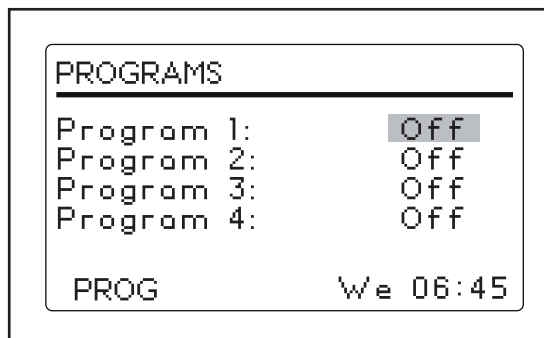 PROGRAMS
Program 1: Off
Program 2: Off
Program 3: Off
Program 4: Off
PROG We 06:45